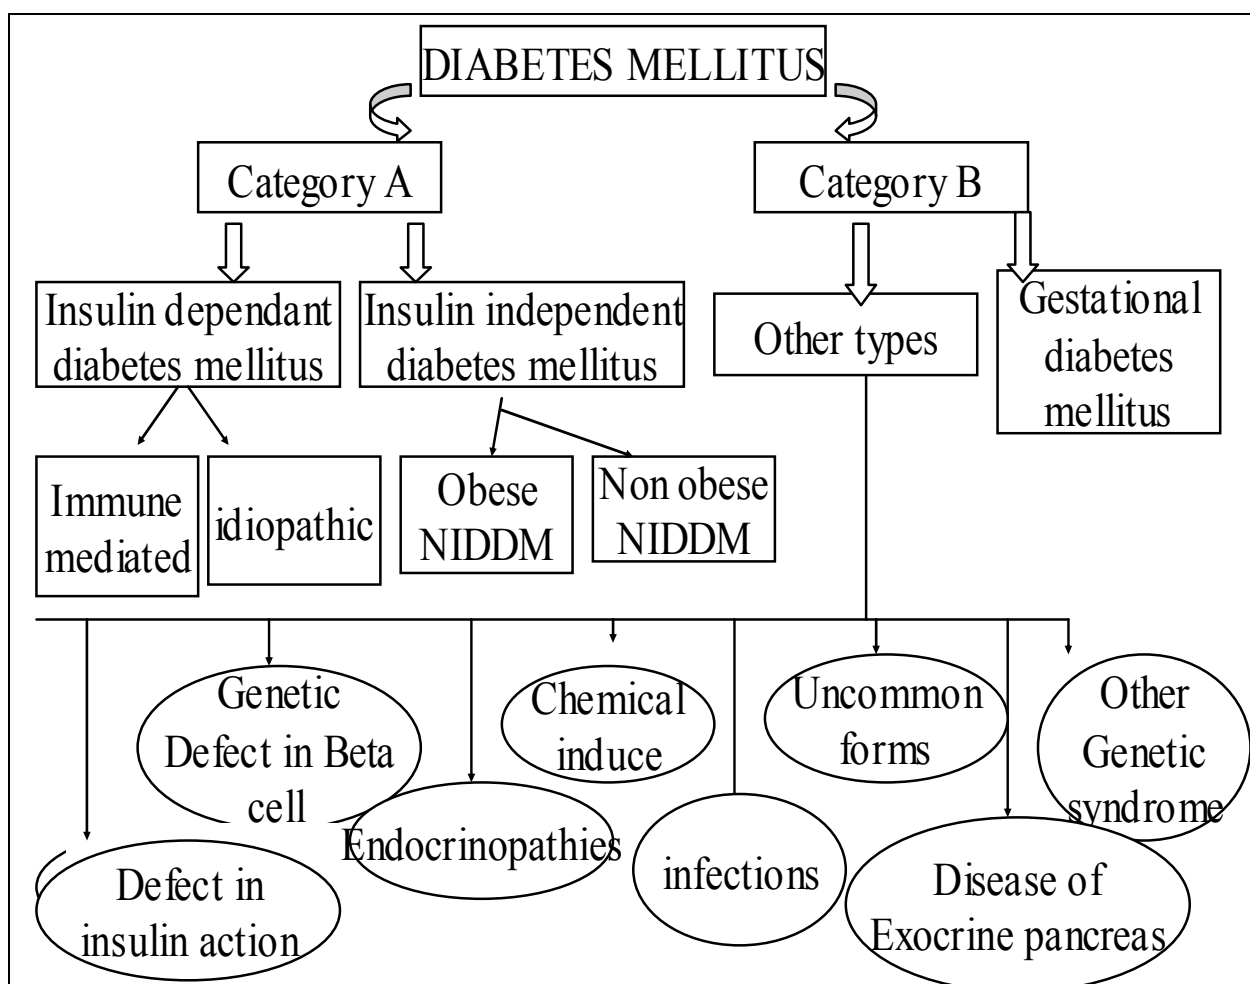 DIABETES MELLITUS
Category A
Category B
Insulin dependant
diabetes mellitus
Insulin independent
diabetes mellitus
Other types
Gestational
diabetes
mellitus
Immune
mediated
idiopathic
Obese
NIDDM
Non obese
NIDDM
Genetic
Defect in Beta
cell
Chemical
induce
Uncommon
forms
Other
Genetic
syndrome
Endocrinopathies
infections
Defect in
insulin action
Disease of
Exocrine pancreas